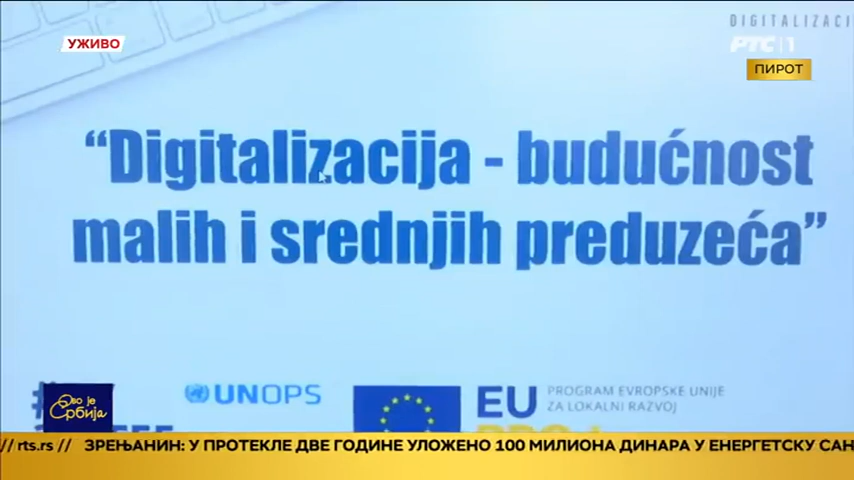 DIGITALIZACI
УЖИВО
РТС 1
ПИРОТ
“Digitalizacija - budućnost
malih i srednjih preduzeća”
UNOPS
EU
PROGRAM EVROPSKE UNIJE
ZA LOKALNI RAZVOJ
Ово је
Србија
// rts.rs // ЗРЕЊАНИН: У ПРОТЕКЛЕ ДВЕ ГОДИНЕ УЛОЖЕНО 100 МИЛИОНА ДИНАРА У ЕНЕРГЕТСКУ САН